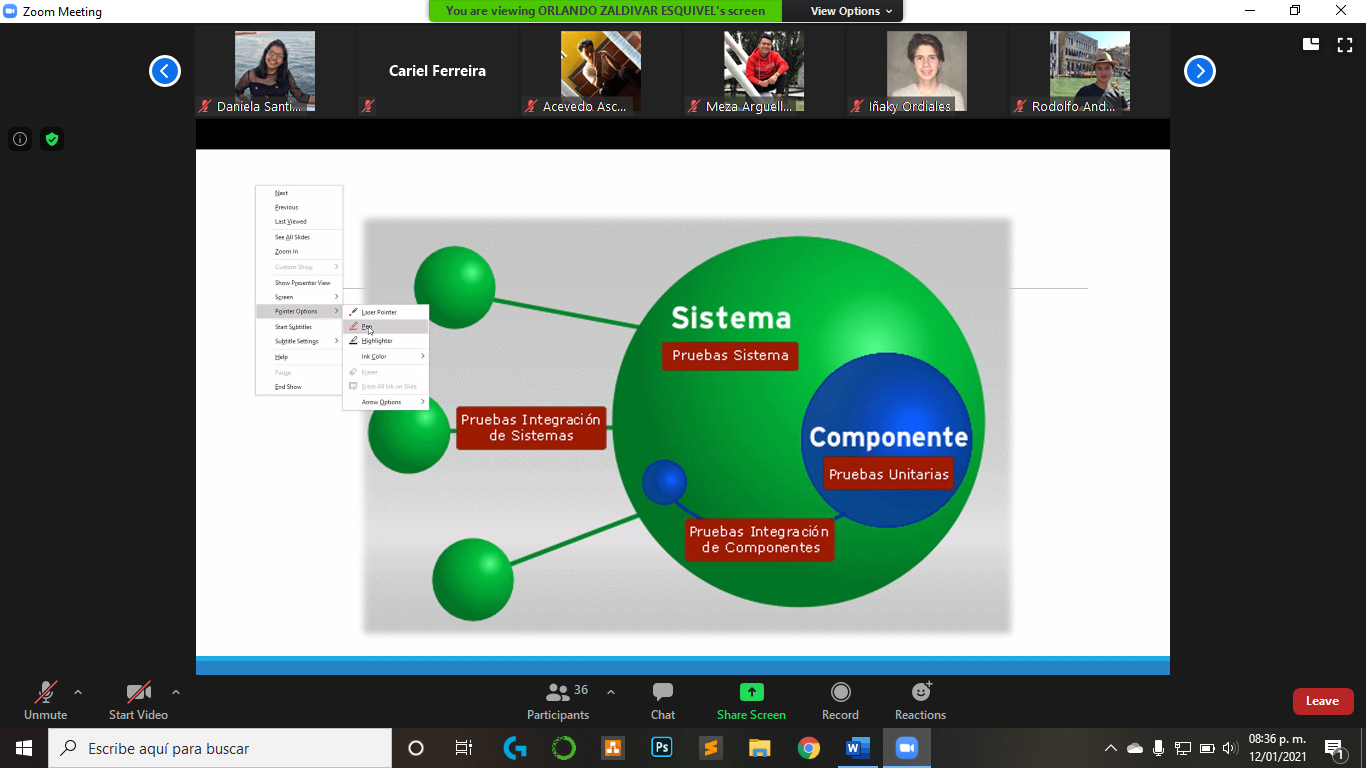 Zoom Meeting
You are viewing ORLANDO ZALDIVAR ESQUIVEL's screen
View Options
Cariel Ferreira
Daniela Santi...
Acevedo Asc...
Meza Arguell...
Iñaky Ordiales
Rodolfo And...
Next
Previous
Last Viewed
See All Slides
Zoom In
Custom Show
Show Presenter View
Screen
Pointer Options
Start Subtitles
Subtitle Settings
Help
Pause
End Show
Laser Pointer
Pen
Highlighter
Ink Color
Eraser
Erase All Ink on Slide
Arrow Options
Sistema
Pruebas Sistema
Componente
Pruebas Unitarias
Pruebas Integración
de Sistemas
Pruebas Integración
de Componentes
Unmute
Start Video
36
Participants
Chat
Share Screen
Record
Reactions
Leave
Escribe aquí para buscar
Ps
W
08:36 p. m.
12/01/2021
1